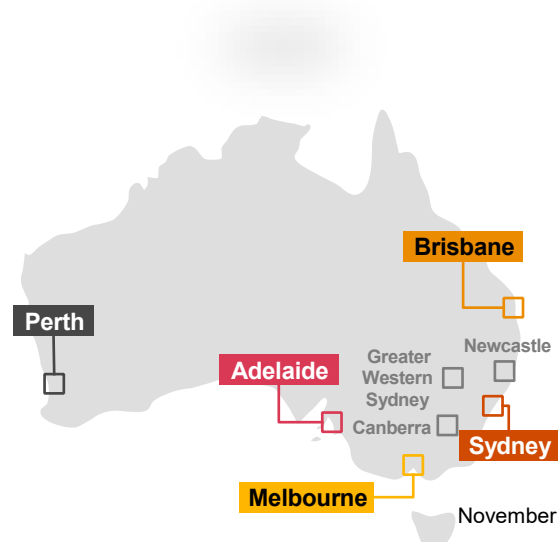 Brisbane
Perth
Newcastle
Greater
Western
Sydney
Adelaide
Canberra
Sydney
Melbourne
November